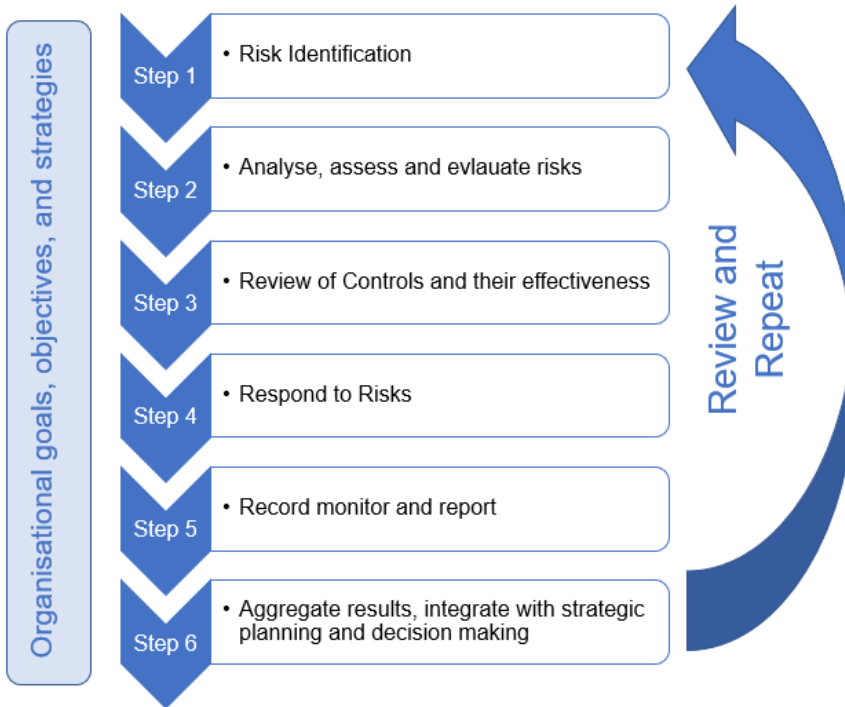 Organisational goals, objectives, and strategies
Step 1
• Risk Identification
Step 2
• Analyse, assess and evlauate risks
Step 3
• Review of Controls and their effectiveness
Step 4
• Respond to Risks
Step 5
• Record monitor and report
Step 6
• Aggregate results, integrate with strategic
planning and decision making
Review and
Repeat